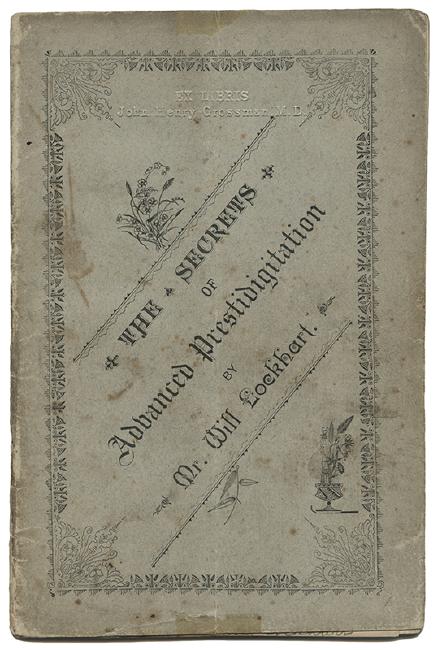 EX LIBRIS
John Henry Grossman, M.D.
THE SECRETS
OF
Advanced Prestidigitation
BY
Mr. Will Lockhart.